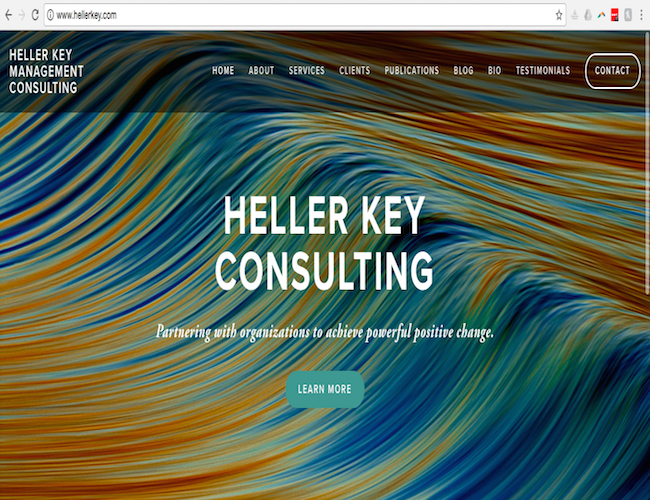 www.hellerkey.com
HELLER KEY
MANAGEMENT
CONSULTING
HOME ABOUT SERVICES CLIENTS PUBLICATIONS BLOG BIO TESTIMONIALS CONTACT
HELLER KEY
CONSULTING
Partnering with organizations to achieve powerful positive change.
LEARN MORE